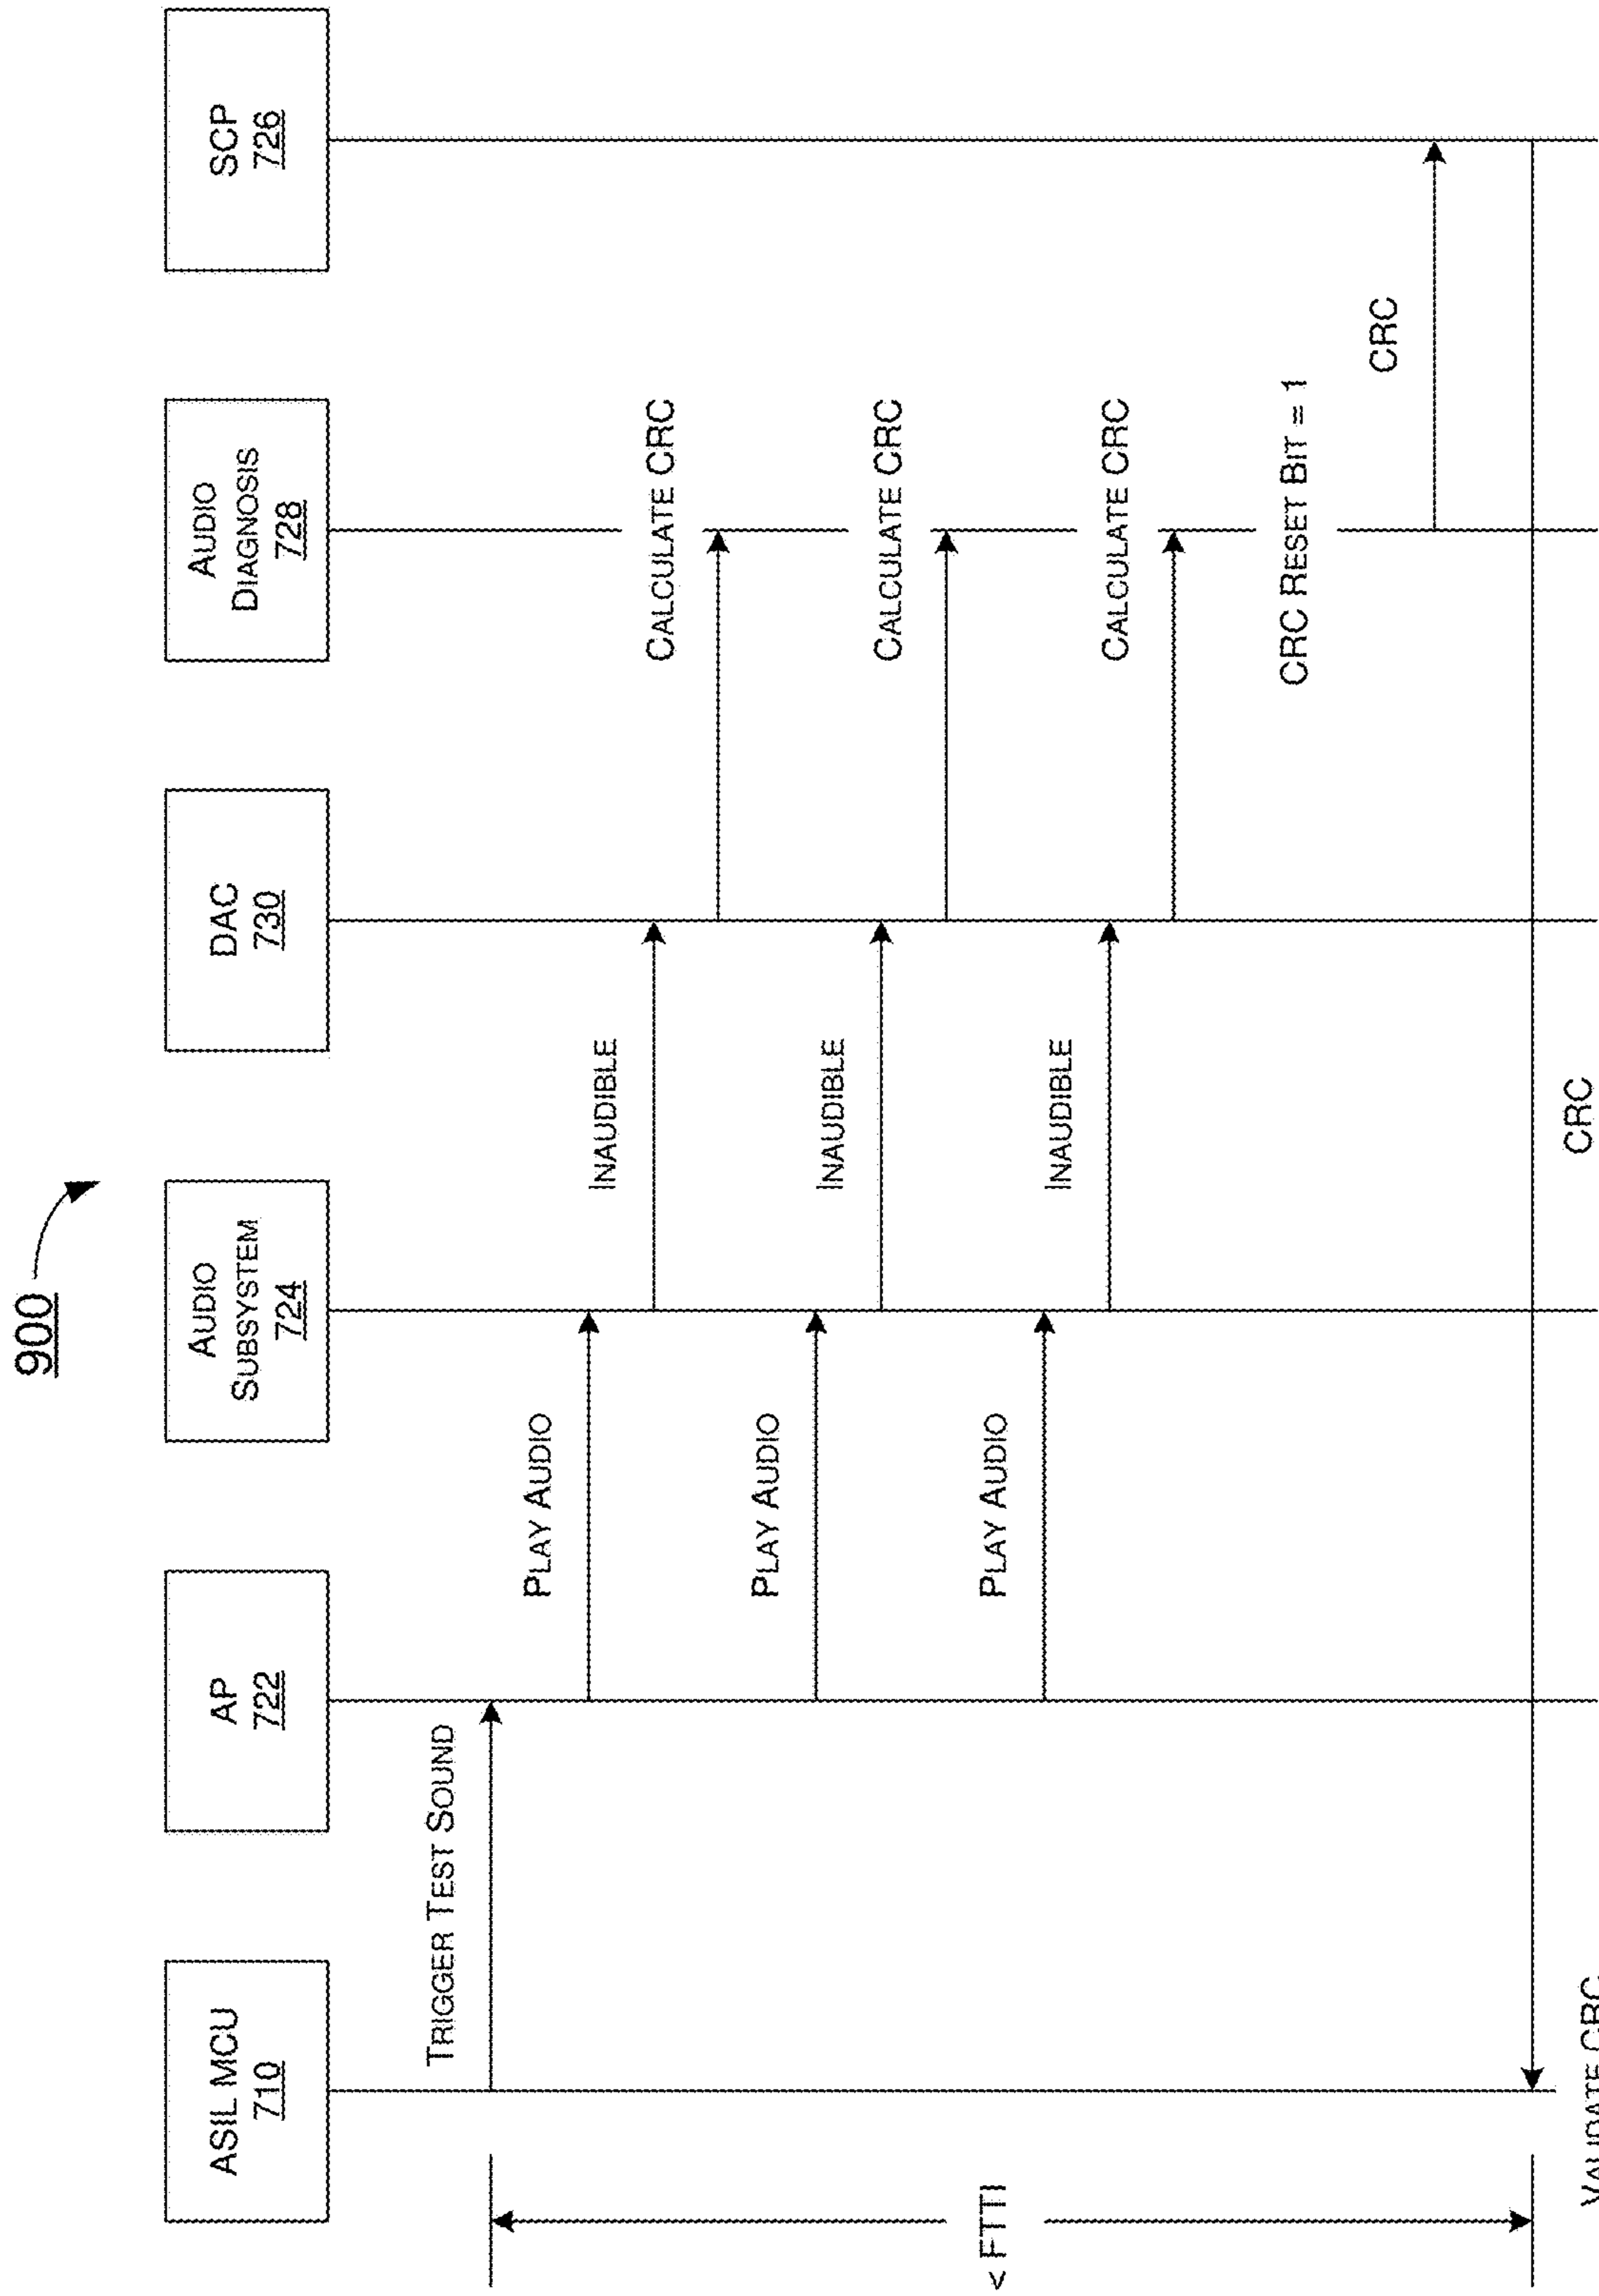 900
ASIL MCU
710
AP
722
AUDIO
SUBSYSTEM
724
DAC
730
AUDIO
DIAGNOSIS
728
SCP
726
TRIGGER TEST SOUND
PLAY AUDIO
INAUDIBLE
CALCULATE CRC
PLAY AUDIO
INAUDIBLE
CALCULATE CRC
PLAY AUDIO
INAUDIBLE
CALCULATE CRC
< FTTI
CRC RESET BIT = 1
CRC
CRC
VALIDATE CRC